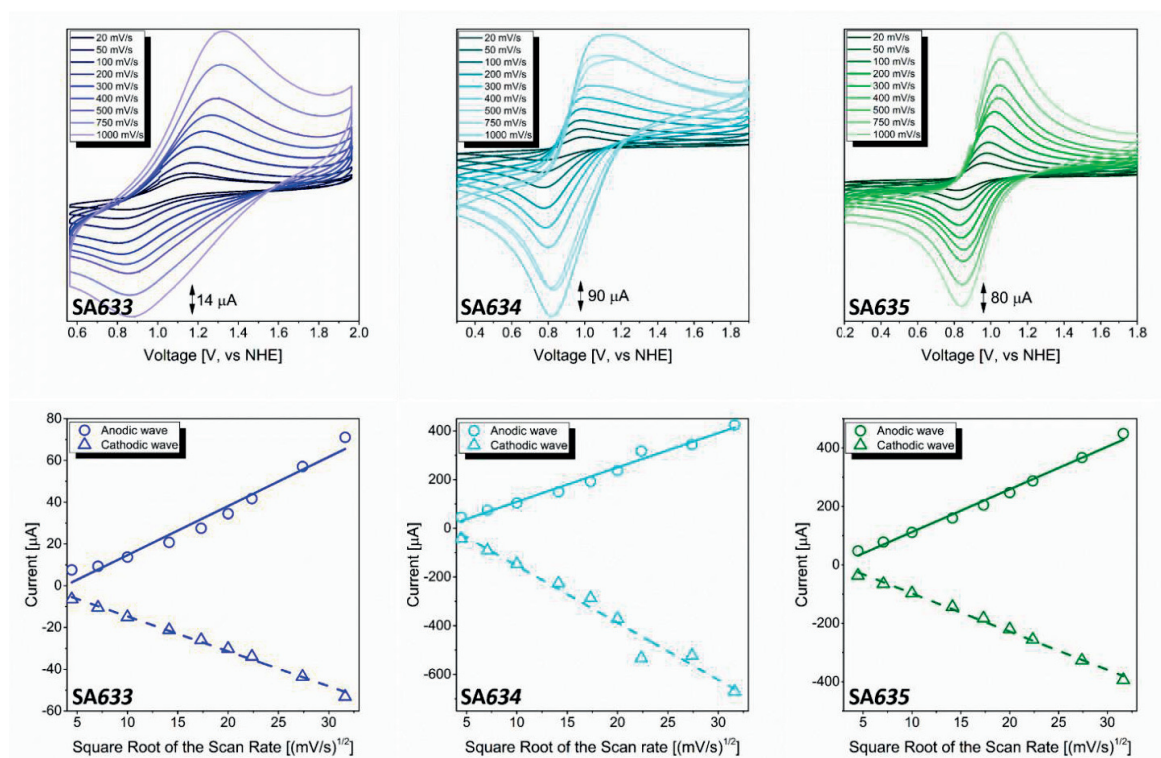 20 mV/s
50 mV/s
100 mV/s
200 mV/s
300 mV/s
400 mV/s
500 mV/s
750 mV/s
1000 mV/s
14 µA
SA633
0.6 0.8 1.0 1.2 1.4 1.6 1.8 2.0
Voltage [V, vs NHE]
20 mV/s
50 mV/s
100 mV/s
200 mV/s
300 mV/s
400 mV/s
500 mV/s
750 mV/s
1000 mV/s
90 µA
SA634
0.4 0.6 0.8 1.0 1.2 1.4 1.6 1.8
Voltage [V, vs NHE]
20 mV/s
50 mV/s
100 mV/s
200 mV/s
300 mV/s
400 mV/s
500 mV/s
750 mV/s
1000 mV/s
80 µA
SA635
0.2 0.4 0.6 0.8 1.0 1.2 1.4 1.6 1.8
Voltage [V, vs NHE]
Current [µA]
80
60
40
20
0
-20
-40
-60
Anodic wave
Cathodic wave
SA633
5 10 15 20 25 30
Square Root of the Scan Rate [(mV/s)1/2]
Current [µA]
400
200
0
-200
-400
-600
Anodic wave
Cathodic wave
SA634
5 10 15 20 25 30
Square Root of the Scan rate [(mV/s)1/2]
Current [µA]
400
200
0
-200
-400
Anodic wave
Cathodic wave
SA635
5 10 15 20 25 30
Square Root of the Scan Rate [(mV/s)1/2]